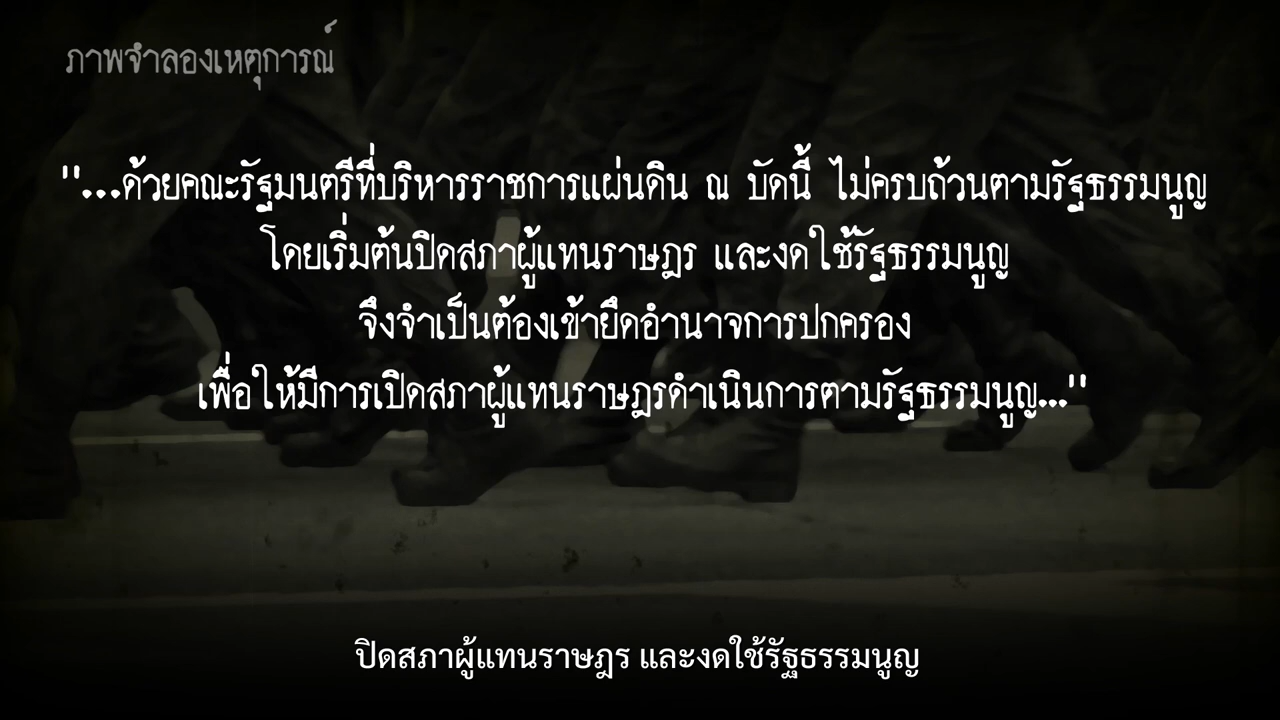 ภาพจำลองเหตุการณ์
"...ด้วยคณะรัฐมนตรีที่บริหารราชการแผ่นดิน ณ บัดนี้ ไม่ครบถ้วนตามรัฐธรรมนูญ
โดยเริ่มต้นปิดสภาผู้แทนราษฎร และงดใช้รัฐธรรมนูญ
จึงจำเป็นต้องเข้ายึดอำนาจการปกครอง
เพื่อให้มีการเปิดสภาผู้แทนราษฎรดำเนินการตามรัฐธรรมนูญ..."
ปิดสภาผู้แทนราษฎร และงดใช้รัฐธรรมนูญ